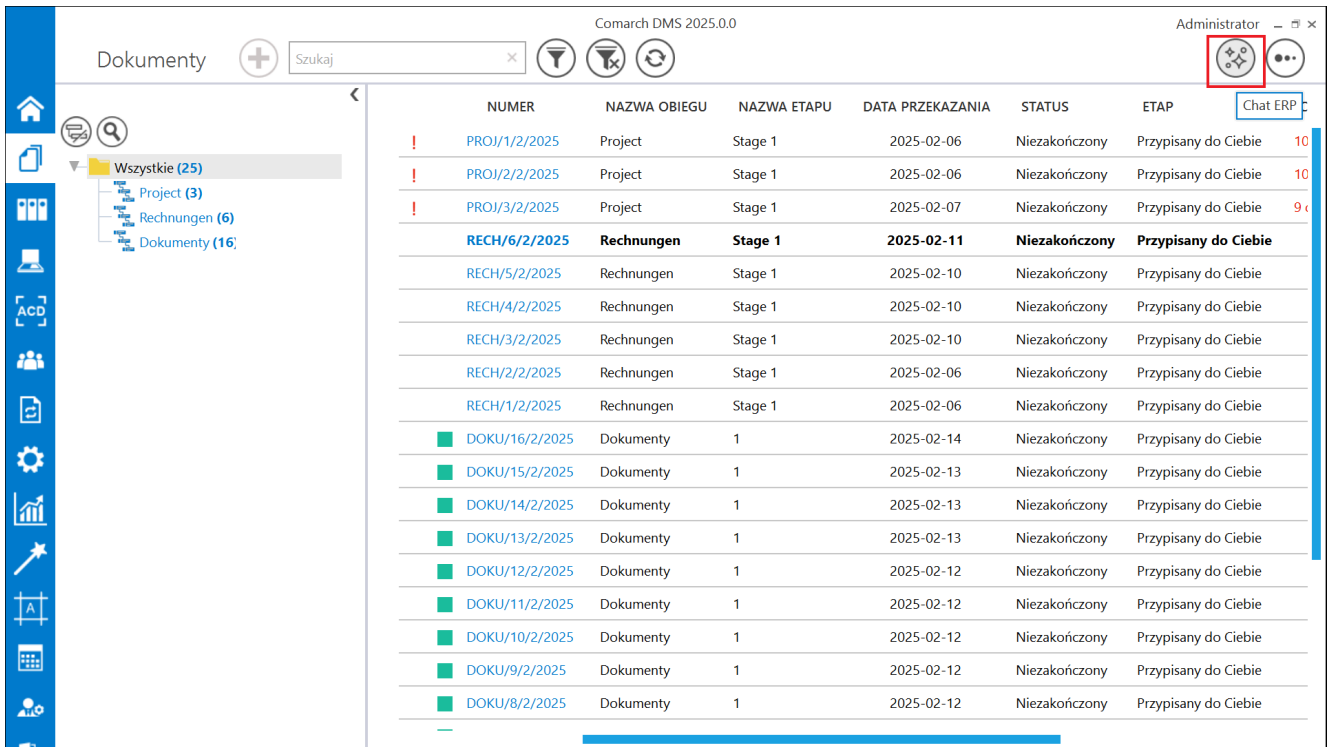 Comarch DMS 2025.0.0
Administrator
Dokumenty
Szukaj
Chat ERP
ACD
A
Wszystkie (25)
Project (3)
Rechnungen (6)
Dokumenty (16)
NUMER NAZWA OBIEGU NAZWA ETAPU DATA PRZEKAZANIA STATUS ETAP
! PROJ/1/2/2025 Project Stage 1 2025-02-06 Niezakończony Przypisany do Ciebie 10
! PROJ/2/2/2025 Project Stage 1 2025-02-06 Niezakończony Przypisany do Ciebie 10
! PROJ/3/2/2025 Project Stage 1 2025-02-07 Niezakończony Przypisany do Ciebie 9
RECH/6/2/2025 Rechnungen Stage 1 2025-02-11 Niezakończony Przypisany do Ciebie
RECH/5/2/2025 Rechnungen Stage 1 2025-02-10 Niezakończony Przypisany do Ciebie
RECH/4/2/2025 Rechnungen Stage 1 2025-02-10 Niezakończony Przypisany do Ciebie
RECH/3/2/2025 Rechnungen Stage 1 2025-02-10 Niezakończony Przypisany do Ciebie
RECH/2/2/2025 Rechnungen Stage 1 2025-02-06 Niezakończony Przypisany do Ciebie
RECH/1/2/2025 Rechnungen Stage 1 2025-02-06 Niezakończony Przypisany do Ciebie
DOKU/16/2/2025 Dokumenty 1 2025-02-14 Niezakończony Przypisany do Ciebie
DOKU/15/2/2025 Dokumenty 1 2025-02-13 Niezakończony Przypisany do Ciebie
DOKU/14/2/2025 Dokumenty 1 2025-02-13 Niezakończony Przypisany do Ciebie
DOKU/13/2/2025 Dokumenty 1 2025-02-13 Niezakończony Przypisany do Ciebie
DOKU/12/2/2025 Dokumenty 1 2025-02-12 Niezakończony Przypisany do Ciebie
DOKU/11/2/2025 Dokumenty 1 2025-02-12 Niezakończony Przypisany do Ciebie
DOKU/10/2/2025 Dokumenty 1 2025-02-12 Niezakończony Przypisany do Ciebie
DOKU/9/2/2025 Dokumenty 1 2025-02-12 Niezakończony Przypisany do Ciebie
DOKU/8/2/2025 Dokumenty 1 2025-02-12 Niezakończony Przypisany do Ciebie